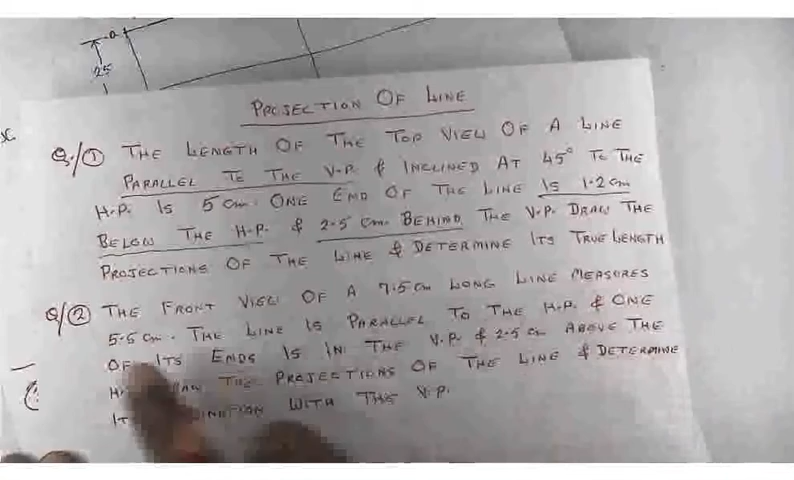 25
PROJECTION OF LINE
Q/① THE LENGTH OF THE TOP VIEW OF A LINE
PARALLEL TO THE V.P. & INCLINED AT 45° TO THE
H.P. IS 5 cm. ONE END OF THE LINE IS 1.2 cm
BELOW THE H.P. & 2.5 cm. BEHIND THE V.P. DRAW THE
PROJECTIONS OF THE LINE & DETERMINE ITS TRUE LENGTH
Q/② THE FRONT VIEW OF A 7.5 cm LONG LINE MEASURES
5.5 cm. THE LINE IS PARALLEL TO THE H.P. & ONE
OF ITS ENDS IS IN THE V.P. & 2.5 cm ABOVE THE
THE PROJECTIONS OF THE LINE & DETERMINE
WITH THE V.P.